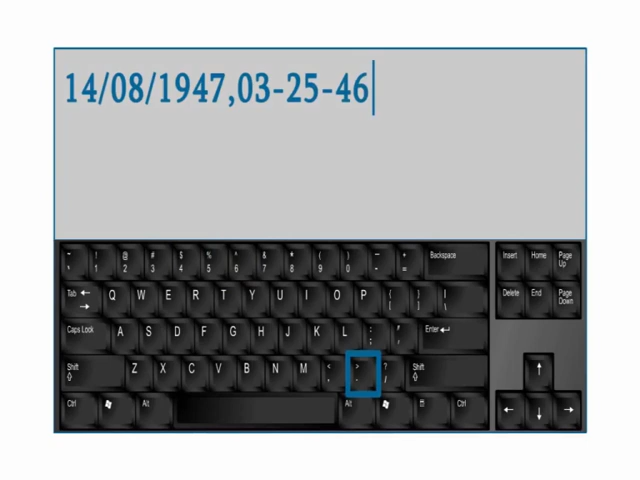 14/08/1947,03-25-46
! @ # $ % ^ & * ( ) - * Backspace
1 2 3 4 5 6 7 8 9 0 =
Insert Home Page Up
Tab Q W E R T Y U I O P
Delete End Page Down
Caps Lock A S D F G H J K L : ; Enter
Shift Z X C V B N M < , > . ? / Shift
Ctrl Alt Alt Ctrl